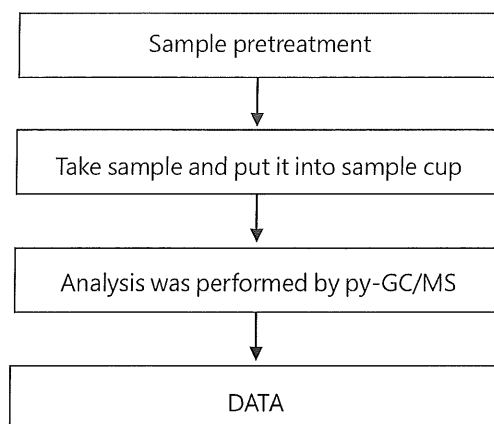 Sample pretreatment
Take sample and put it into sample cup
Analysis was performed by py-GC/MS
DATA